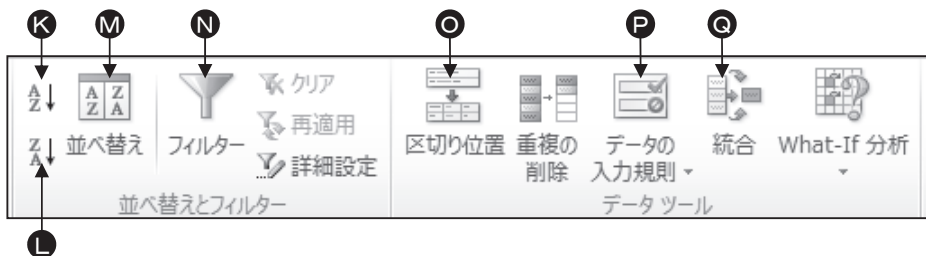 K M N O P Q
A Z
Z A
A Z
Z A
並べ替え
フィルター
クリア
再適用
詳細設定
並べ替えとフィルター
区切り位置
重複の
削除
データの
入力規則
統合
What-If 分析
データ ツール
L